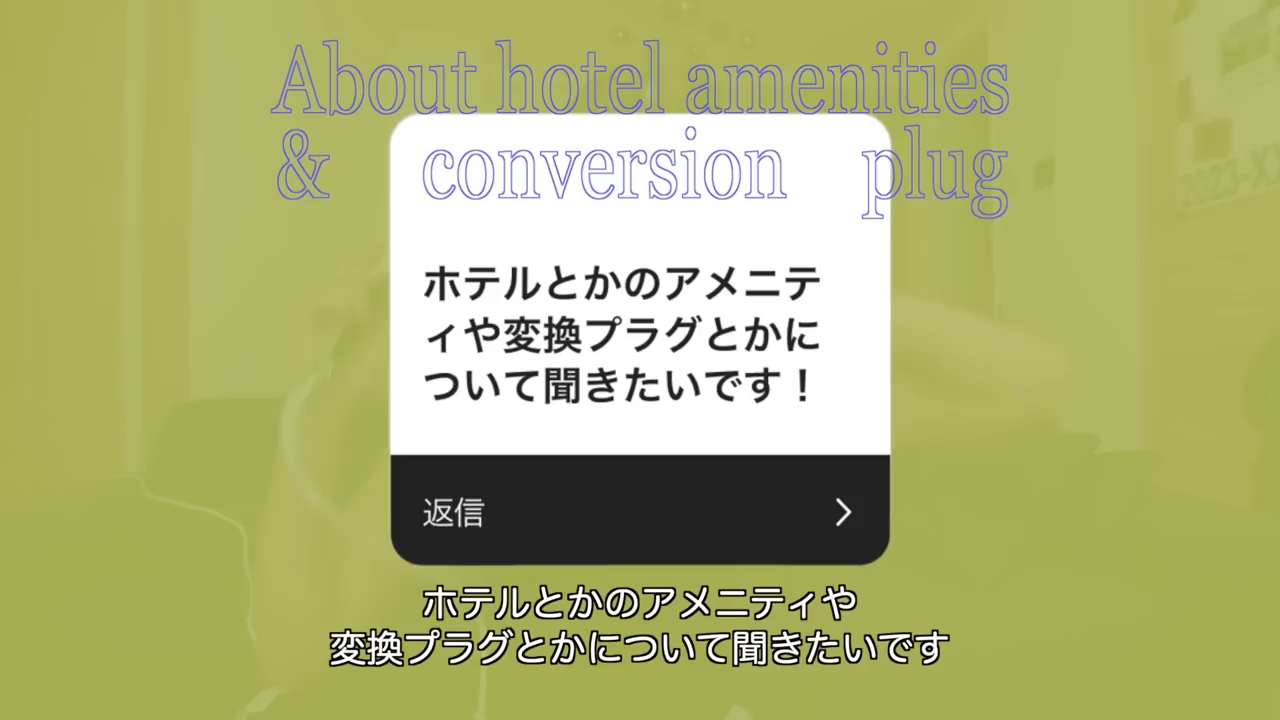 About hotel amenities
& conversion plug
ホテルとかのアメニテ
ィや変換プラグとかに
ついて聞きたいです！
返信
ホテルとかのアメニティや
変換プラグとかについて聞きたいです